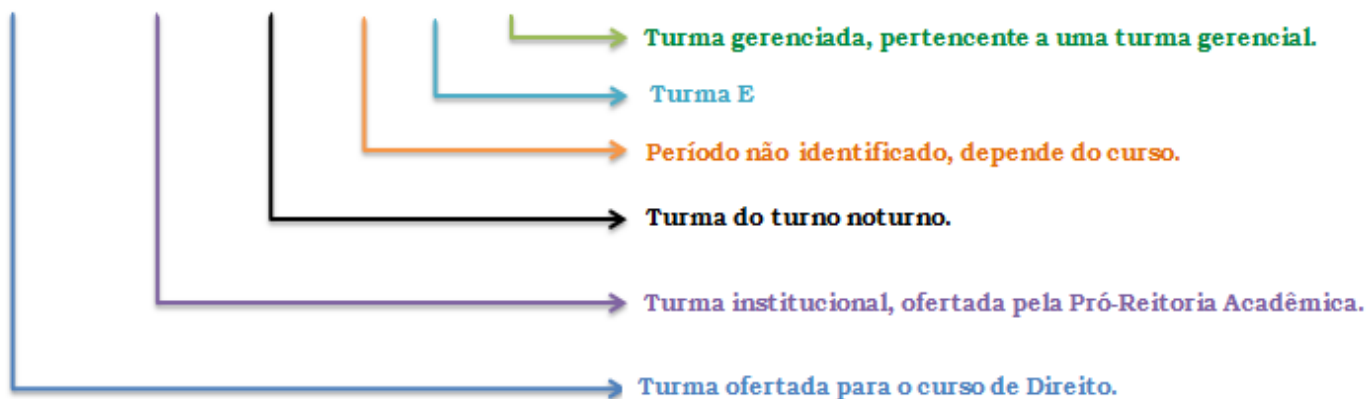 Turma gerenciada, pertencente a uma turma gerencial.
Turma E
Período não identificado, depende do curso.
Turma do turno noturno.
Turma institucional, ofertada pela Pró-Reitoria Acadêmica.
Turma ofertada para o curso de Direito.